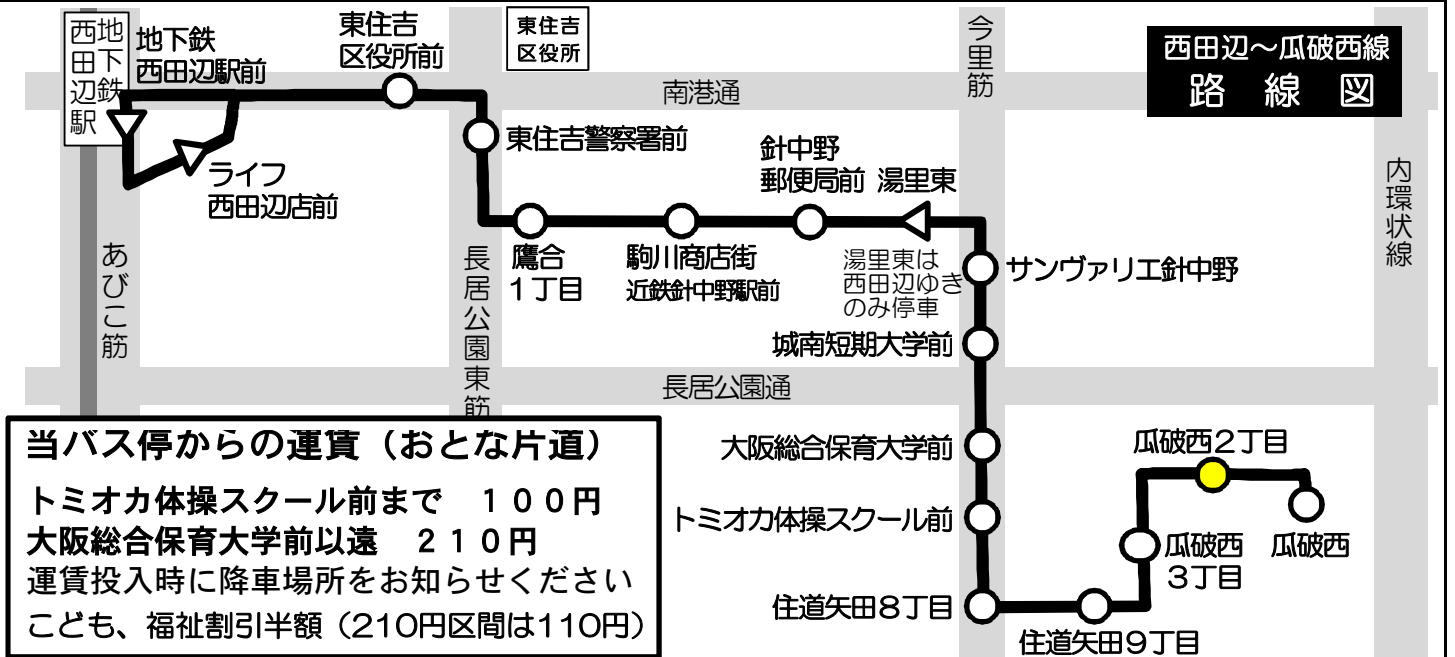 地下鉄
西田辺駅
地下鉄
西田辺駅前
東住吉
区役所前
東住吉
区役所
今里筋
西田辺～瓜破西線
路線図
南港通
東住吉警察署前
針中野
郵便局前
湯里東
ライフ
西田辺店前
内環状線
あびこ筋
長居公園東筋
鷹合
１丁目
駒川商店街
近鉄針中野駅前
湯里東は
西田辺ゆき
のみ停車
サンヴァリエ針中野
城南短期大学前
長居公園通
当バス停からの運賃（おとな片道）
トミオカ体操スクール前まで　１００円
大阪総合保育大学前以遠　２１０円
運賃投入時に降車場所をお知らせください
こども、福祉割引半額（210円区間は110円）
大阪総合保育大学前
瓜破西２丁目
トミオカ体操スクール前
瓜破西
３丁目
瓜破西
住道矢田８丁目
住道矢田９丁目